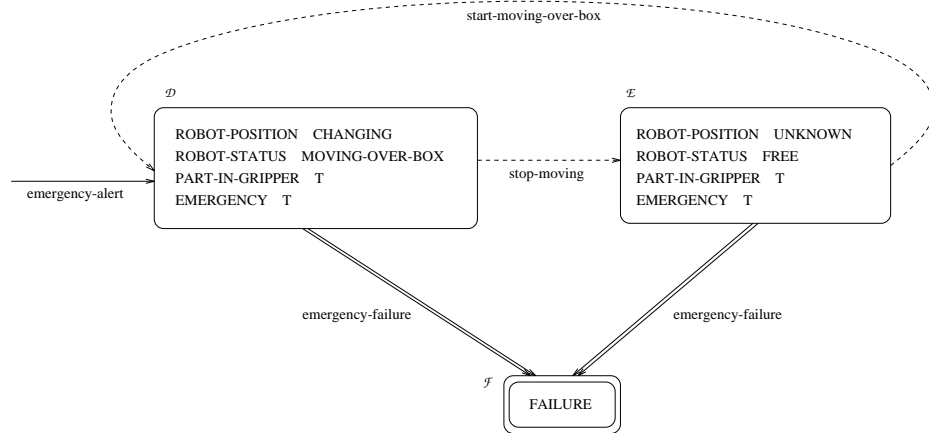 start-moving-over-box
𝒟
ℰ
ROBOT-POSITION CHANGING
ROBOT-STATUS MOVING-OVER-BOX
PART-IN-GRIPPER T
EMERGENCY T
ROBOT-POSITION UNKNOWN
ROBOT-STATUS FREE
PART-IN-GRIPPER T
EMERGENCY T
emergency-alert
stop-moving
emergency-failure
emergency-failure
ℱ
FAILURE